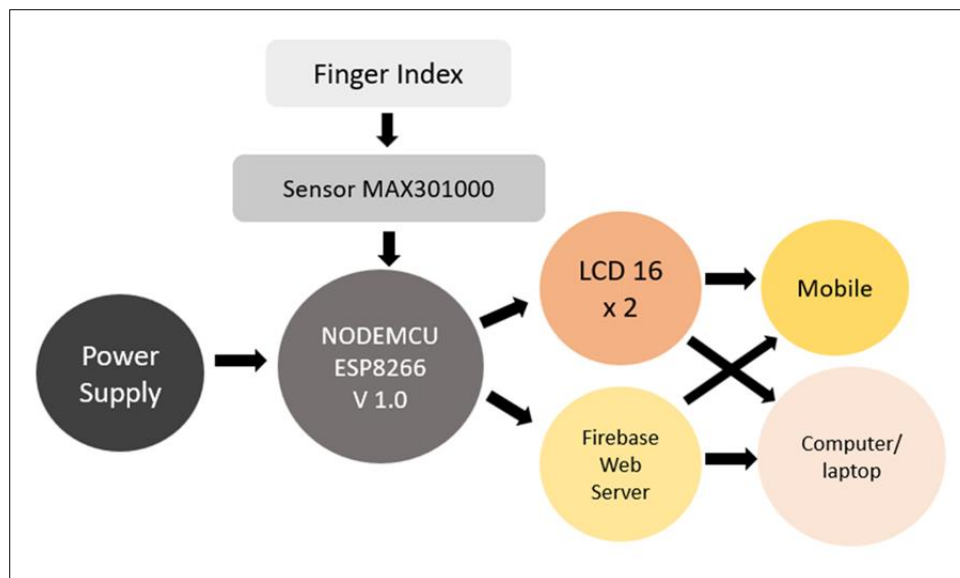 Finger Index
Sensor MAX301000
Power
Supply
NODEMCU
ESP8266
V 1.0
LCD 16
x 2
Firebase
Web
Server
Mobile
Computer/
laptop